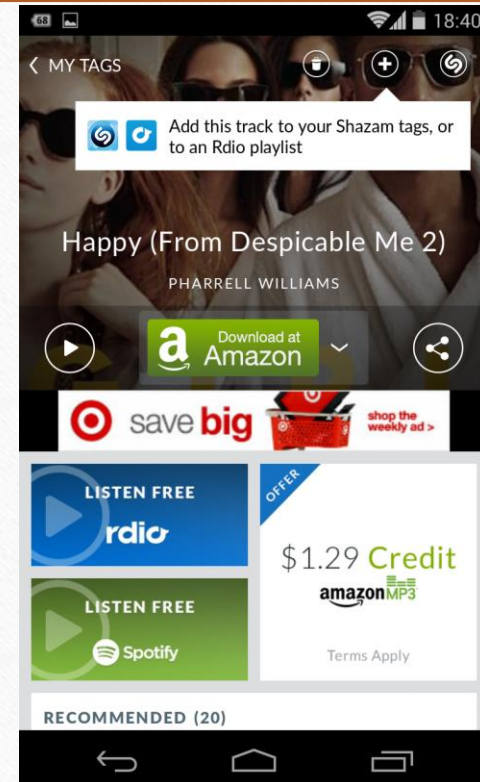 68
18:40
MY TAGS
Add this track to your Shazam tags, or
to an Rdio playlist
Happy (From Despicable Me 2)
PHARRELL WILLIAMS
Download at
Amazon
save big
shop the
weekly ad >
LISTEN FREE
rdio
OFFER
$1.29 Credit
amazonMP3
Terms Apply
LISTEN FREE
Spotify
RECOMMENDED (20)